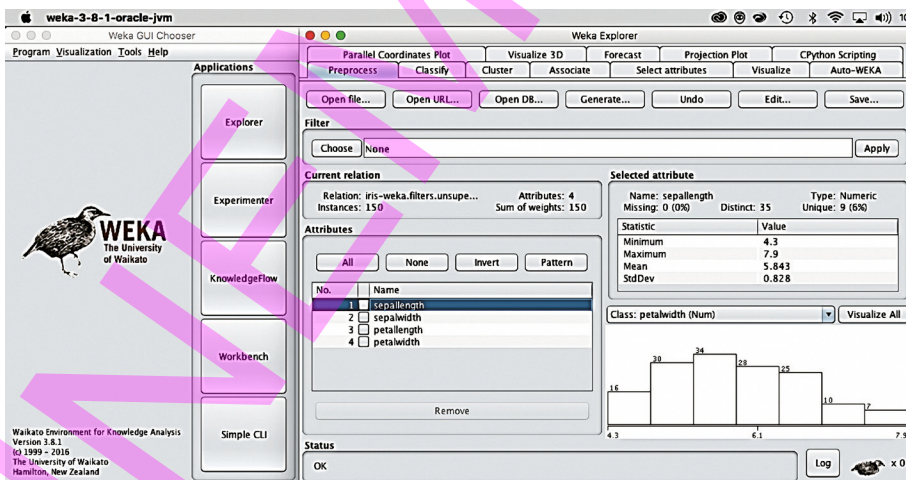 weka-3-8-1-oracle-jvm
Weka GUI Chooser
Program Visualization Tools Help
Applications
Explorer
Experimenter
KnowledgeFlow
Workbench
Simple CLI
WEKA
The University
of Waikato
Waikato Environment for Knowledge Analysis
Version 3.8.1
(c) 1999 - 2016
The University of Waikato
Hamilton, New Zealand
Weka Explorer
Parallel Coordinates Plot Visualize 3D Forecast Projection Plot CPython Scripting
Preprocess Classify Cluster Associate Select attributes Visualize Auto-WEKA
Open file... Open URL... Open DB... Generate... Undo Edit... Save...
Filter
Choose None Apply
Current relation
Relation: iris-weka.filters.unsupe... Attributes: 4
Instances: 150 Sum of weights: 150
Attributes
All None Invert Pattern
No. Name
1 sepallength
2 sepalwidth
3 petallength
4 petalwidth
Remove
Selected attribute
Name: sepallength Type: Numeric
Missing: 0 (0%) Distinct: 35 Unique: 9 (6%)
Statistic Value
Minimum 4.3
Maximum 7.9
Mean 5.843
StdDev 0.828
Class: petalwidth (Num) Visualize All
16 30 34 28 25 10 7
4.3 6.1 7.9
Status
OK
Log x 0